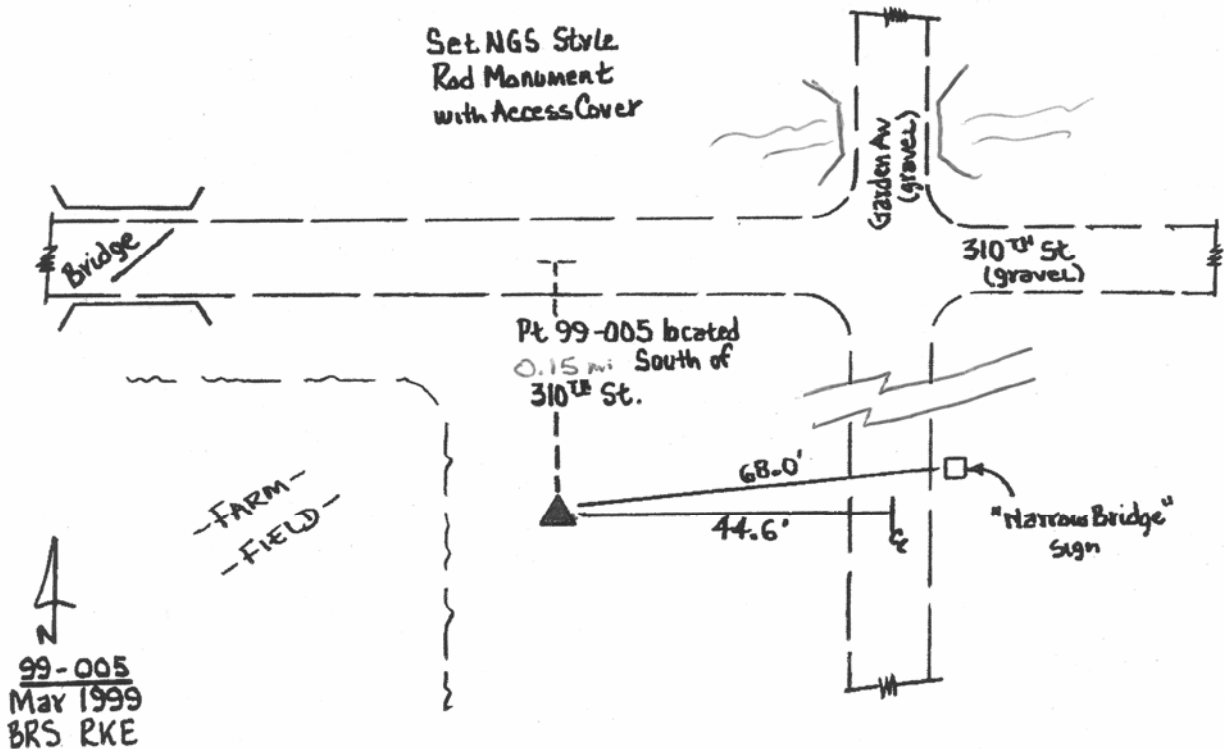 Set NGS Style
Rod Monument
with Access Cover
Garden Av
(gravel)
Bridge
310TH St
(gravel)
Pt 99-005 located
0.15 mi South of
310TH St.
68.0'
44.6'
℄
"Narrow Bridge"
Sign
-FARM-
-FIELD-
N
99-005
Mar 1999
BRS RKE